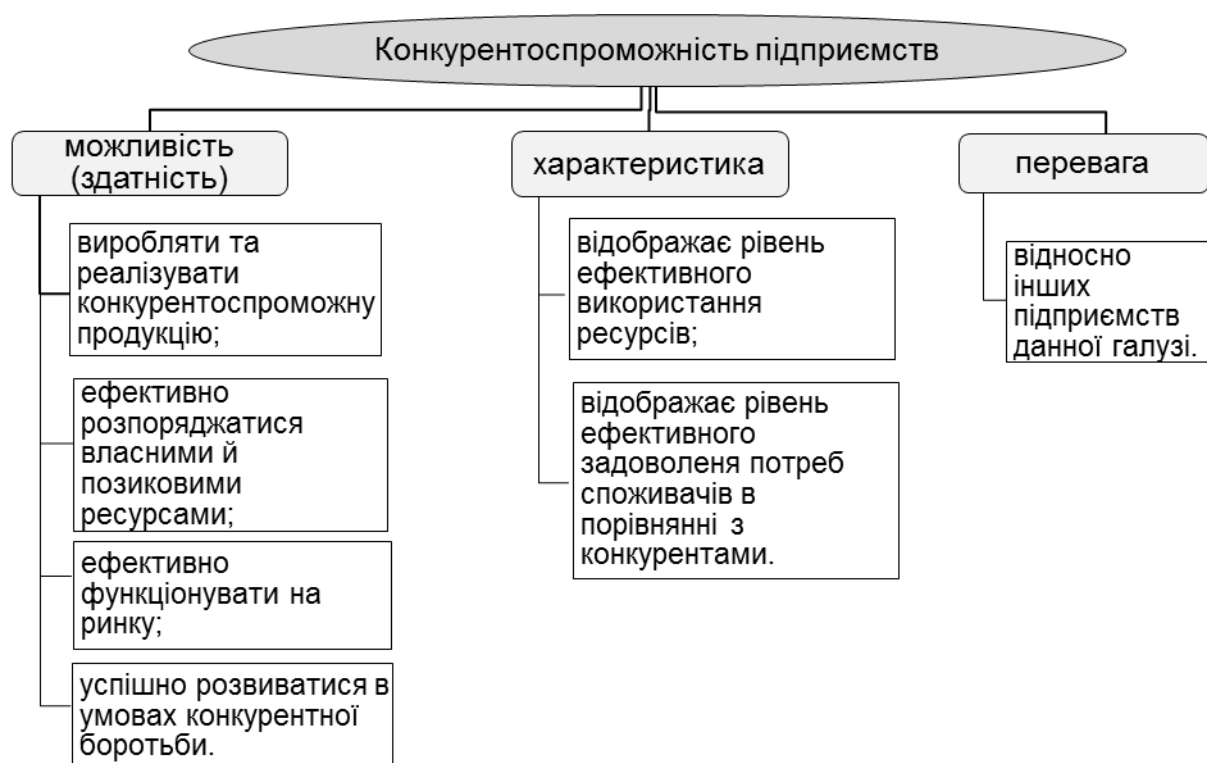 Конкурентоспроможність підприємств
можливість
(здатність)
виробляти та
реалізувати
конкурентоспроможну
продукцію;
ефективно
розпоряджатися
власними й
позиковими
ресурсами;
ефективно
функціонувати на
ринку;
успішно розвиватися в
умовах конкурентної
боротьби.
характеристика
відображає рівень
ефективного
використання
ресурсів;
відображає рівень
ефективного
задоволеня потреб
споживачів в
порівнянні з
конкурентами.
перевага
відносно
інших
підприємств
данної галузі.